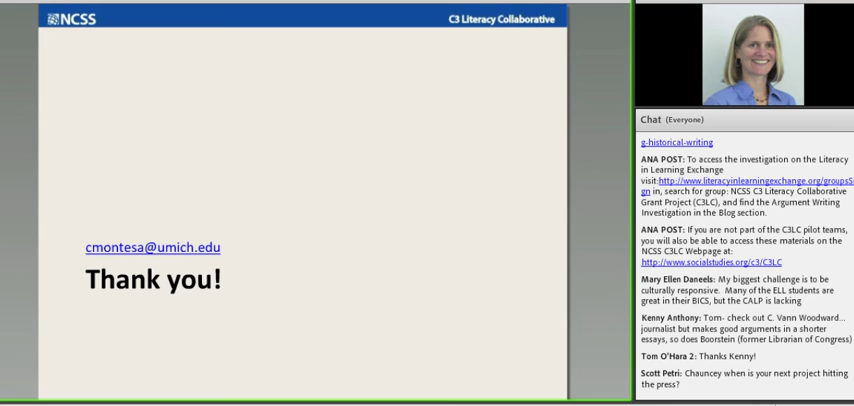 NCSS
C3 Literacy Collaborative
cmontesa@umich.edu
Thank you!
Chat (Everyone)
g-historical-writing
ANA POST: To access the investigation on the Literacy
in Learning Exchange
visit:http://www.literacyinlearningexchange.org/groupsSi
gn in, search for group: NCSS C3 Literacy Collaborative
Grant Project (C3LC), and find the Argument Writing
Investigation in the Blog section.
ANA POST: If you are not part of the C3LC pilot teams,
you will also be able to access these materials on the
NCSS C3LC Webpage at:
http://www.socialstudies.org/c3/C3LC
Mary Ellen Daneels: My biggest challenge is to be
culturally responsive. Many of the ELL students are
great in their BICS, but the CALP is lacking
Kenny Anthony: Tom- check out C. Vann Woodward...
journalist but makes good arguments in a shorter
essays, so does Boorstein (former Librarian of Congress)
Tom O'Hara 2: Thanks Kenny!
Scott Petri: Chauncey when is your next project hitting
the press?